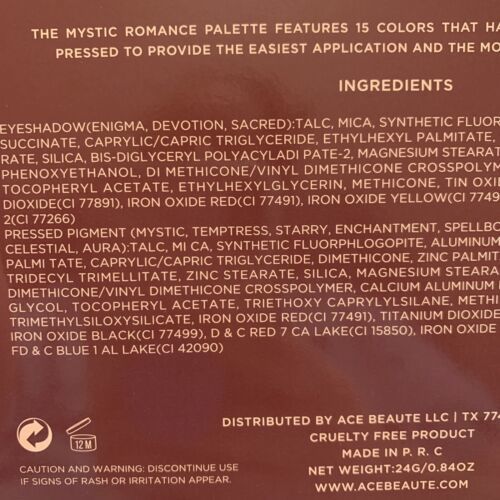 THE MYSTIC ROMANCE PALETTE FEATURES 15 COLORS THAT HA
PRESSED TO PROVIDE THE EASIEST APPLICATION AND THE MO
INGREDIENTS
EYESHADOW(ENIGMA, DEVOTION, SACRED):TALC, MICA, SYNTHETIC FLUOR
SUCCINATE, CAPRYLIC/CAPRIC TRIGLYCERIDE, ETHYLHEXYL PALMITATE,
RATE, SILICA, BIS-DIGLYCERYL POLYACYLADI PATE-2, MAGNESIUM STEARAT
PHENOXYETHANOL, DI METHICONE/VINYL DIMETHICONE CROSSPOLYM
TOCOPHERYL ACETATE, ETHYLHEXYLGLYCERIN, METHICONE, TIN OXID
DIOXIDE(CI 77891), IRON OXIDE RED(CI 77491), IRON OXIDE YELLOW(CI 7749
2(CI 77266)
PRESSED PIGMENT (MYSTIC, TEMPTRESS, STARRY, ENCHANTMENT, SPELLBO
CELESTIAL, AURA):TALC, MI CA, SYNTHETIC FLUORPHLOGOPITE, ALUMINUM
PALMI TATE, CAPRYLIC/CAPRIC TRIGLYCERIDE, DIMETHICONE, ZINC PALMIT
TRIDECYL TRIMELLITATE, ZINC STEARATE, SILICA, MAGNESIUM STEARA
DIMETHICONE/VINYL DIMETHICONE CROSSPOLYMER, CALCIUM ALUMINUM
GLYCOL, TOCOPHERYL ACETATE, TRIETHOXY CAPRYLYLSILANE, METHI
TRIMETHYLSILOXYSILICATE, IRON OXIDE RED(CI 77491), TITANIUM DIOXIDE
IRON OXIDE BLACK(CI 77499), D & C RED 7 CA LAKE(CI 15850), IRON OXIDE
FD & C BLUE 1 AL LAKE(CI 42090)
DISTRIBUTED BY ACE BEAUTE LLC | TX 774
CRUELTY FREE PRODUCT
MADE IN P. R. C
NET WEIGHT:24G/0.84OZ
WWW.ACEBEAUTE.COM
12 M
CAUTION AND WARNING: DISCONTINUE USE
IF SIGNS OF RASH OR IRRITATION APPEAR.